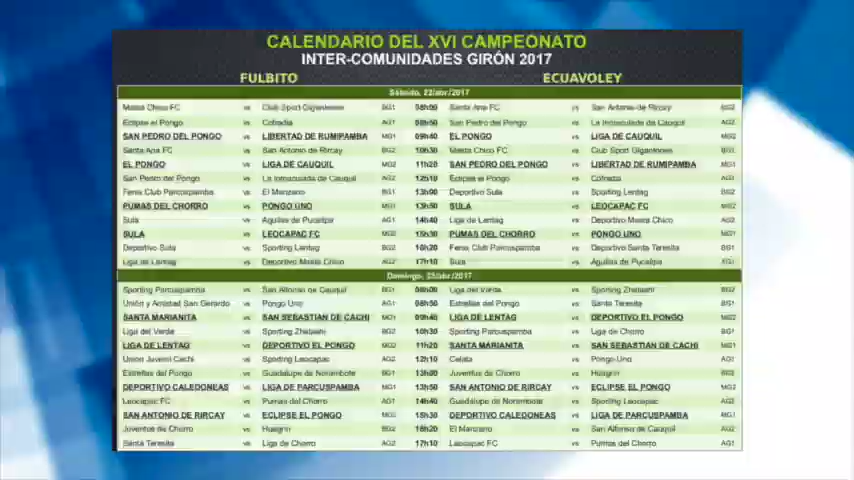 CALENDARIO DEL XVI CAMPEONATO
INTER-COMUNIDADES GIRÓN 2017
FULBITO ECUAVOLEY
Sábado, 22/abr/2017
Masta Chico FC vs Club Sport Gigantones BG1 08h00 Santa Ana FC vs San Antonio de Rircay BG2
Eclipse el Pongo vs Cofradia AG1 08h50 San Pedro del Pongo vs La Inmaculada de Cauquil AG2
SAN PEDRO DEL PONGO vs LIBERTAD DE RUMIPAMBA MG1 09h40 EL PONGO vs LIGA DE CAUQUIL MG2
Santa Ana FC vs San Antonio de Rircay BG2 10h30 Masta Chico FC vs Club Sport Gigantones BG1
EL PONGO vs LIGA DE CAUQUIL MG2 11h20 SAN PEDRO DEL PONGO vs LIBERTAD DE RUMIPAMBA MG1
San Pedro del Pongo vs La Inmaculada de Cauquil AG2 12h10 Eclipse el Pongo vs Cofradia AG1
Fenix Club Parcuspamba vs El Manzano BG1 13h00 Deportivo Sula vs Sporting Lentag BG2
PUMAS DEL CHORRO vs PONGO UNO MG1 13h50 SULA vs LEOCAPAC FC MG2
Sula vs Aguilas de Pucallpa AG1 14h40 Liga de Lentag vs Deportivo Masta Chico AG2
SULA vs LEOCAPAC FC MG2 15h30 PUMAS DEL CHORRO vs PONGO UNO MG1
Deportivo Sula vs Sporting Lentag BG2 16h20 Fenix Club Parcuspamba vs Deportivo Santa Teresita BG1
Liga de Lentag vs Deportivo Masta Chico AG2 17h10 Sula vs Aguilas de Pucallpa AG1
Domingo, 23/abr/2017
Sporting Parcuspamba vs San Alfonso de Cauquil BG1 08h00 Liga del Verde vs Sporting Zhatashi BG2
Unión y Amistad San Gerardo vs Pongo Uno AG1 08h50 Estrellas del Pongo vs Santa Teresita BG1
SANTA MARIANITA vs SAN SEBASTIAN DE CACHI MG1 09h40 LIGA DE LENTAG vs DEPORTIVO EL PONGO MG2
Liga del Verde vs Sporting Zhatashi BG2 10h30 Sporting Parcuspamba vs Liga de Chorro BG1
LIGA DE LENTAG vs DEPORTIVO EL PONGO MG2 11h20 SANTA MARIANITA vs SAN SEBASTIAN DE CACHI MG1
Union Juvenil Cachi vs Sporting Leocapac AG2 12h10 Celata vs Pongo Uno AG1
Estrellas del Pongo vs Guadalupe de Norambote BG1 13h00 Juventus de Chorro vs Huagrin BG2
DEPORTIVO CALEDONEAS vs LIGA DE PARCUSPAMBA MG1 13h50 SAN ANTONIO DE RIRCAY vs ECLIPSE EL PONGO MG2
Leocapac FC vs Pumas del Chorro AG1 14h40 Guadalupe de Norambote vs Sporting Leocapac AG2
SAN ANTONIO DE RIRCAY vs ECLIPSE EL PONGO MG2 15h30 DEPORTIVO CALEDONEAS vs LIGA DE PARCUSPAMBA MG1
Juventus de Chorro vs Huagrin BG2 16h20 El Manzano vs San Alfonso de Cauquil AG2
Santa Teresita vs Liga de Chorro AG2 17h10 Leocapac FC vs Pumas del Chorro AG1